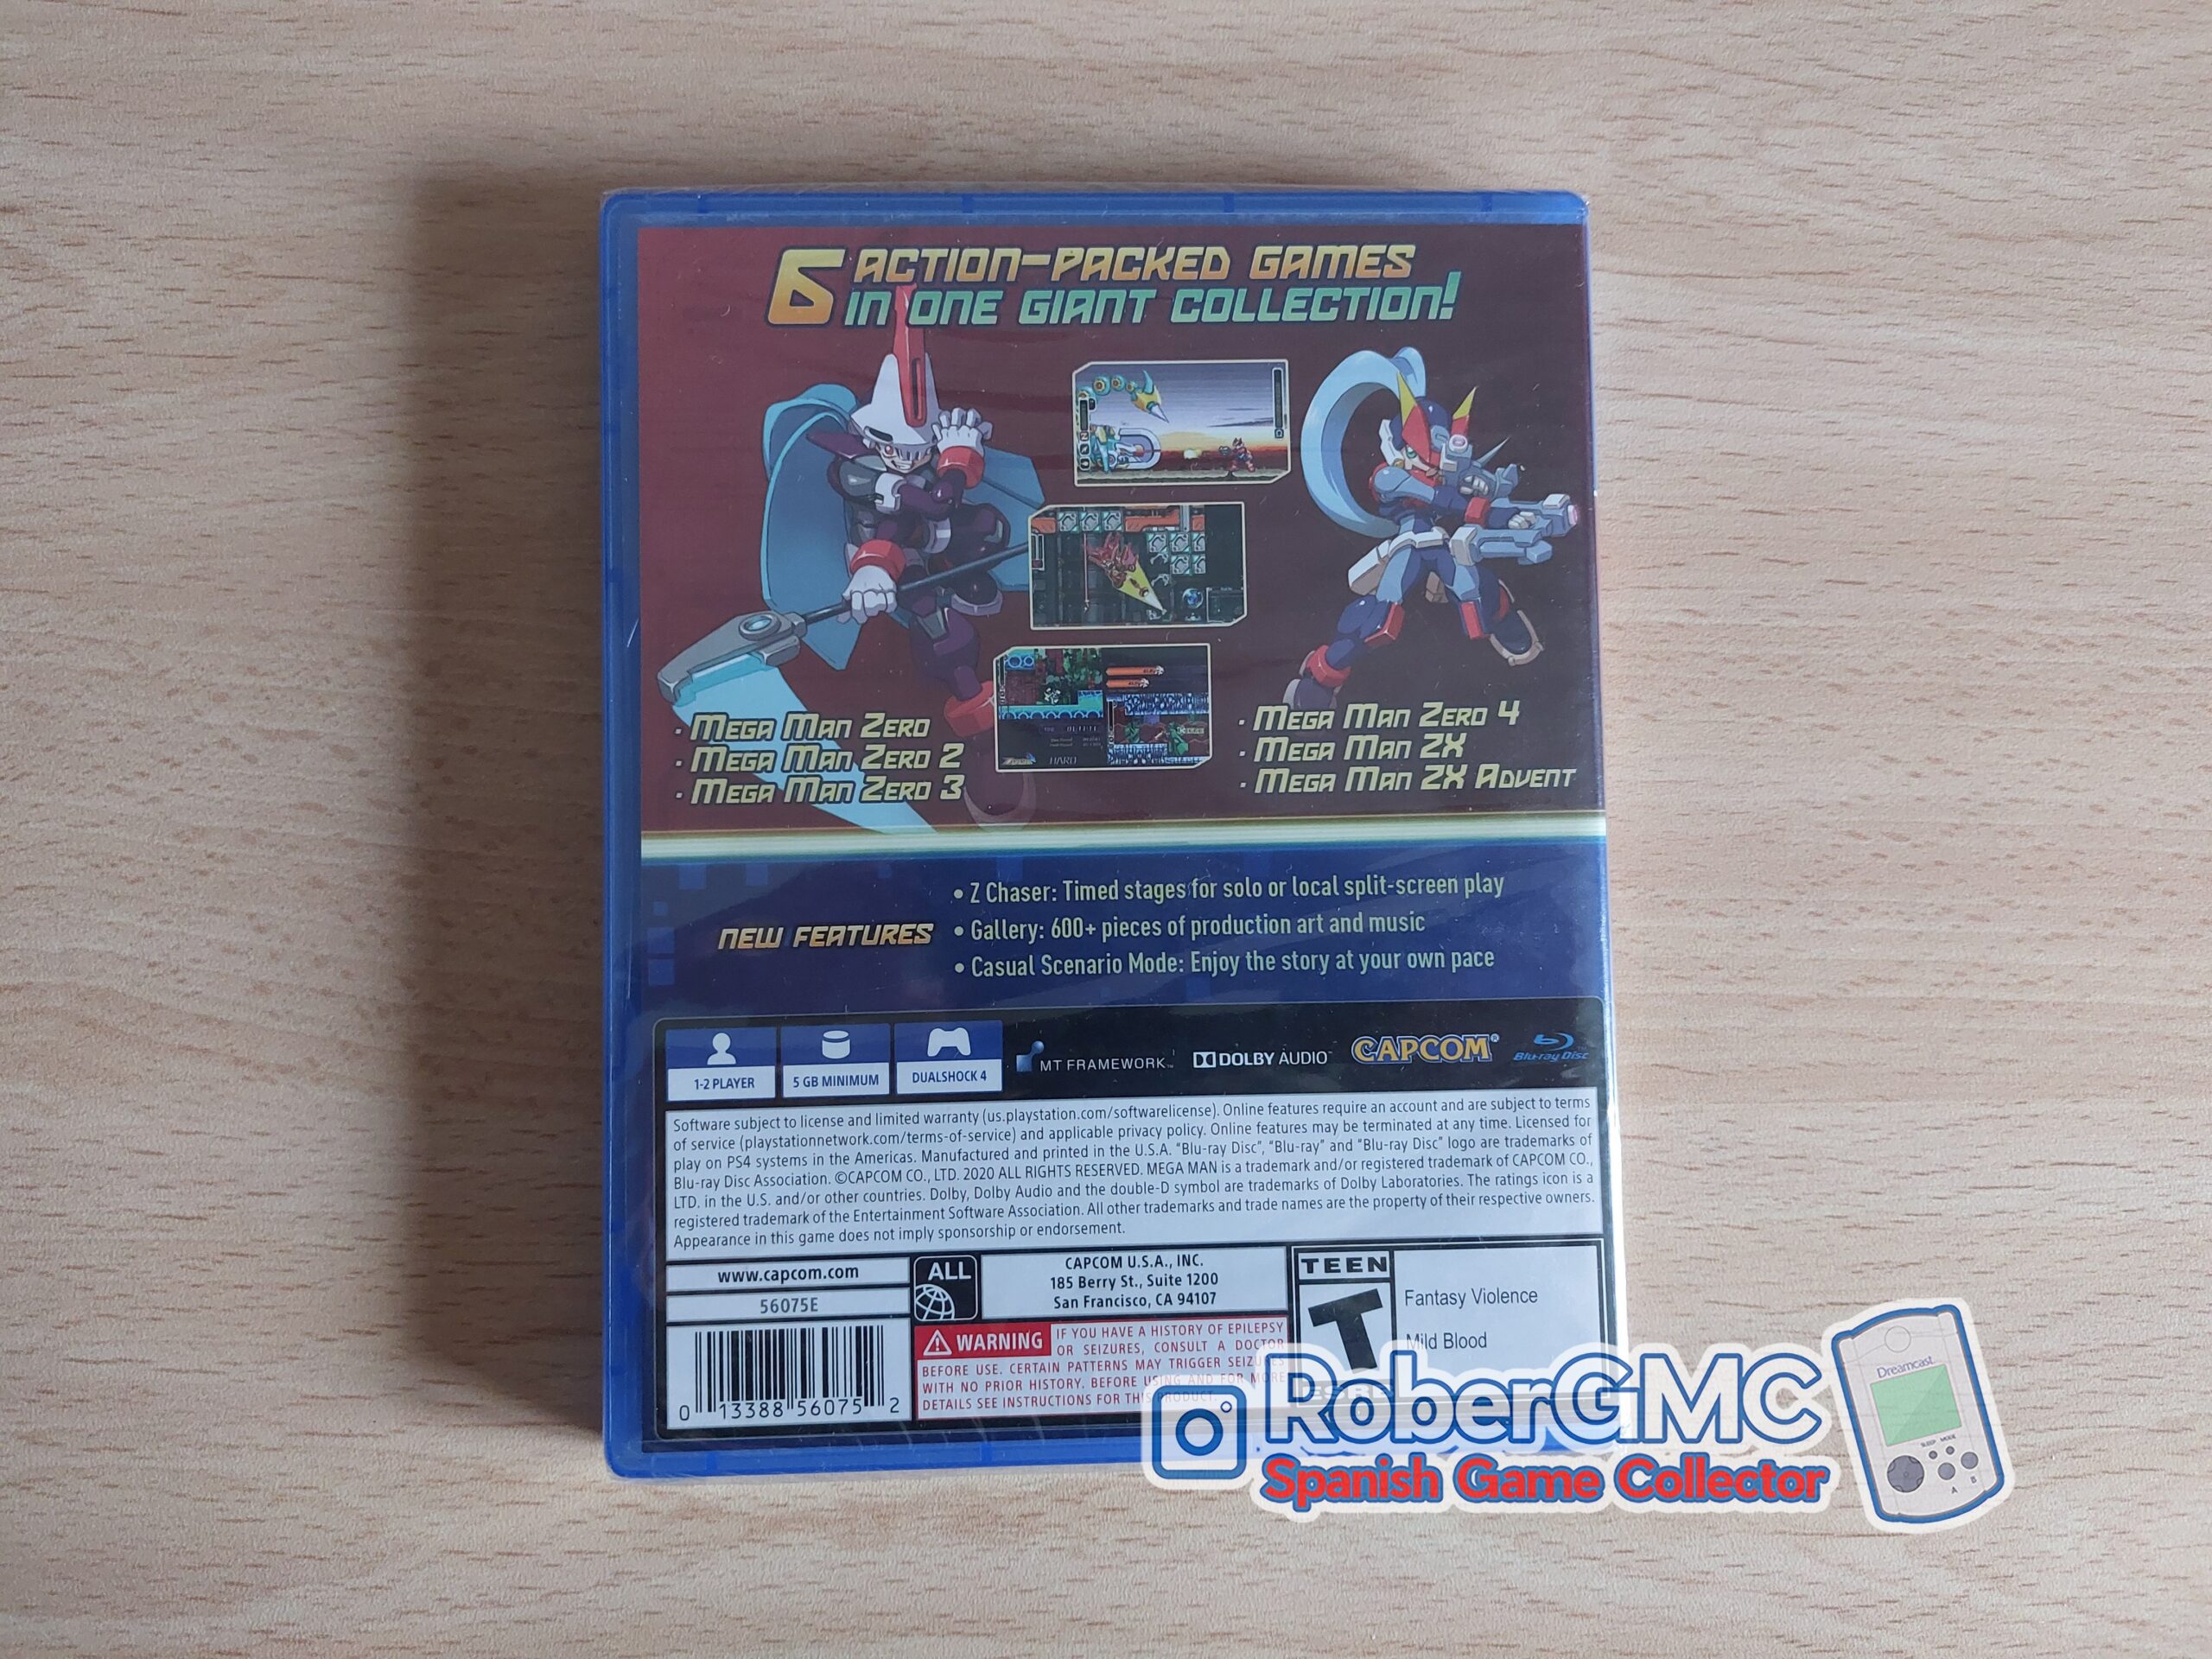 6 ACTION-PACKED GAMES
IN ONE GIANT COLLECTION!
· MEGA MAN ZERO
· MEGA MAN ZERO 2
· MEGA MAN ZERO 3
HARD
· MEGA MAN ZERO 4
· MEGA MAN ZX
· MEGA MAN ZX ADVENT
NEW FEATURES
• Z Chaser: Timed stages for solo or local split-screen play
• Gallery: 600+ pieces of production art and music
• Casual Scenario Mode: Enjoy the story at your own pace
1-2 PLAYER
5 GB MINIMUM
DUALSHOCK 4
MT FRAMEWORK™
DOLBY AUDIO™
CAPCOM®
Blu-ray Disc
Software subject to license and limited warranty (us.playstation.com/softwarelicense). Online features require an account and are subject to terms
of service (playstationnetwork.com/terms-of-service) and applicable privacy policy. Online features may be terminated at any time. Licensed for
play on PS4 systems in the Americas. Manufactured and printed in the U.S.A. “Blu-ray Disc”, “Blu-ray” and “Blu-ray Disc” logo are trademarks of
Blu-ray Disc Association. ©CAPCOM CO., LTD. 2020 ALL RIGHTS RESERVED. MEGA MAN is a trademark and/or registered trademark of CAPCOM CO.,
LTD. in the U.S. and/or other countries. Dolby, Dolby Audio and the double-D symbol are trademarks of Dolby Laboratories. The ratings icon is a
registered trademark of the Entertainment Software Association. All other trademarks and trade names are the property of their respective owners.
Appearance in this game does not imply sponsorship or endorsement.
www.capcom.com
56075E
0 13388 56075 2
ALL
CAPCOM U.S.A., INC.
185 Berry St., Suite 1200
San Francisco, CA 94107
WARNING IF YOU HAVE A HISTORY OF EPILEPSY
OR SEIZURES, CONSULT A DOCTOR
BEFORE USE. CERTAIN PATTERNS MAY TRIGGER SEIZURES
WITH NO PRIOR HISTORY. BEFORE USING AND FOR MORE
DETAILS SEE INSTRUCTIONS FOR THIS PRODUCT.
TEEN
T
ESRB
Fantasy Violence
Mild Blood
RoberGMC
Spanish Game Collector
Dreamcast
SLEEP MODE
A
B